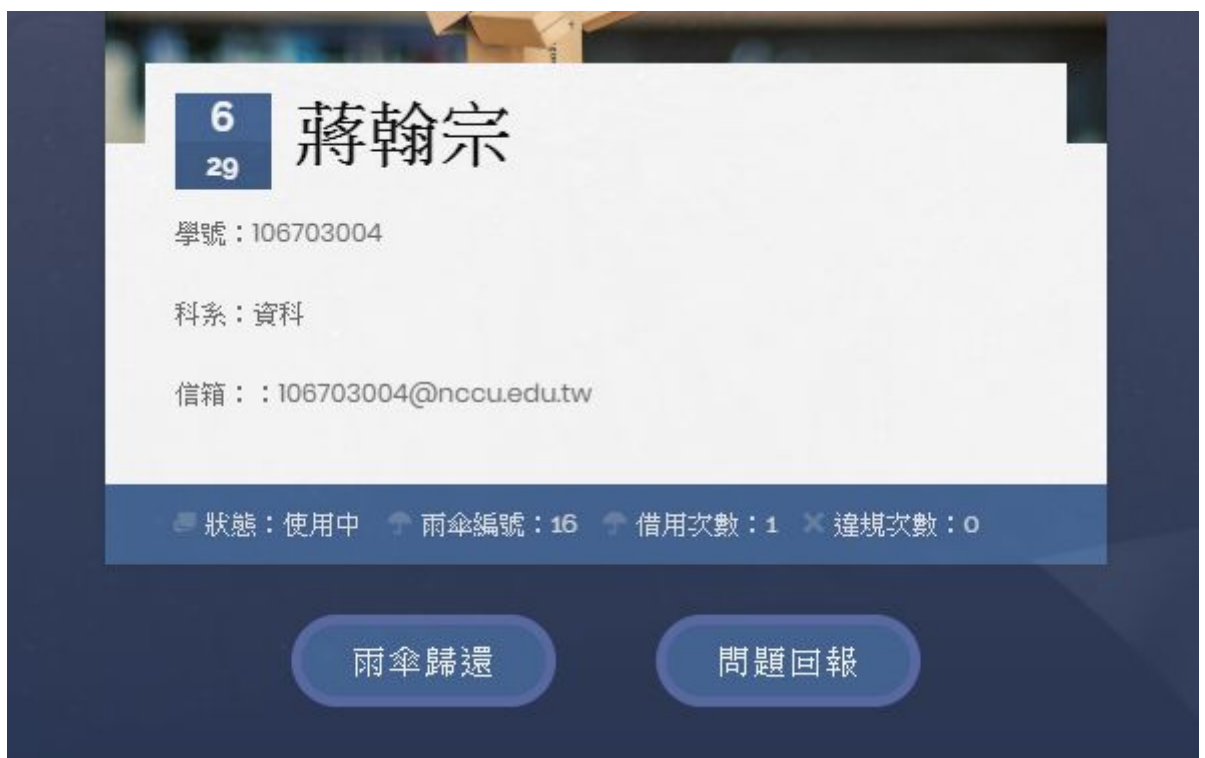 6
29
蔣翰宗
學號：106703004
科系：資科
信箱：：106703004@nccu.edu.tw
狀態：使用中 雨傘編號：16 借用次數：1 違規次數：0
雨傘歸還 問題回報